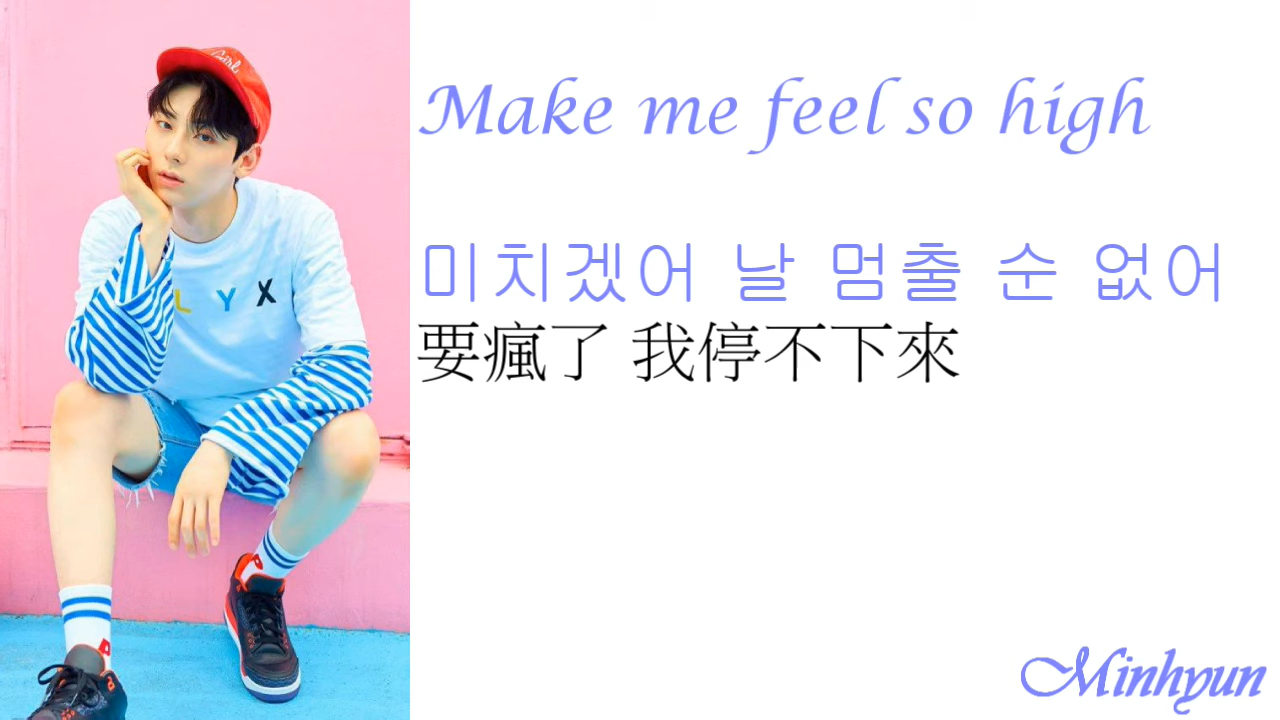 Girl
L Y X
Make me feel so high
미치겠어 날 멈출 순 없어
要瘋了 我停不下來
Minhyun